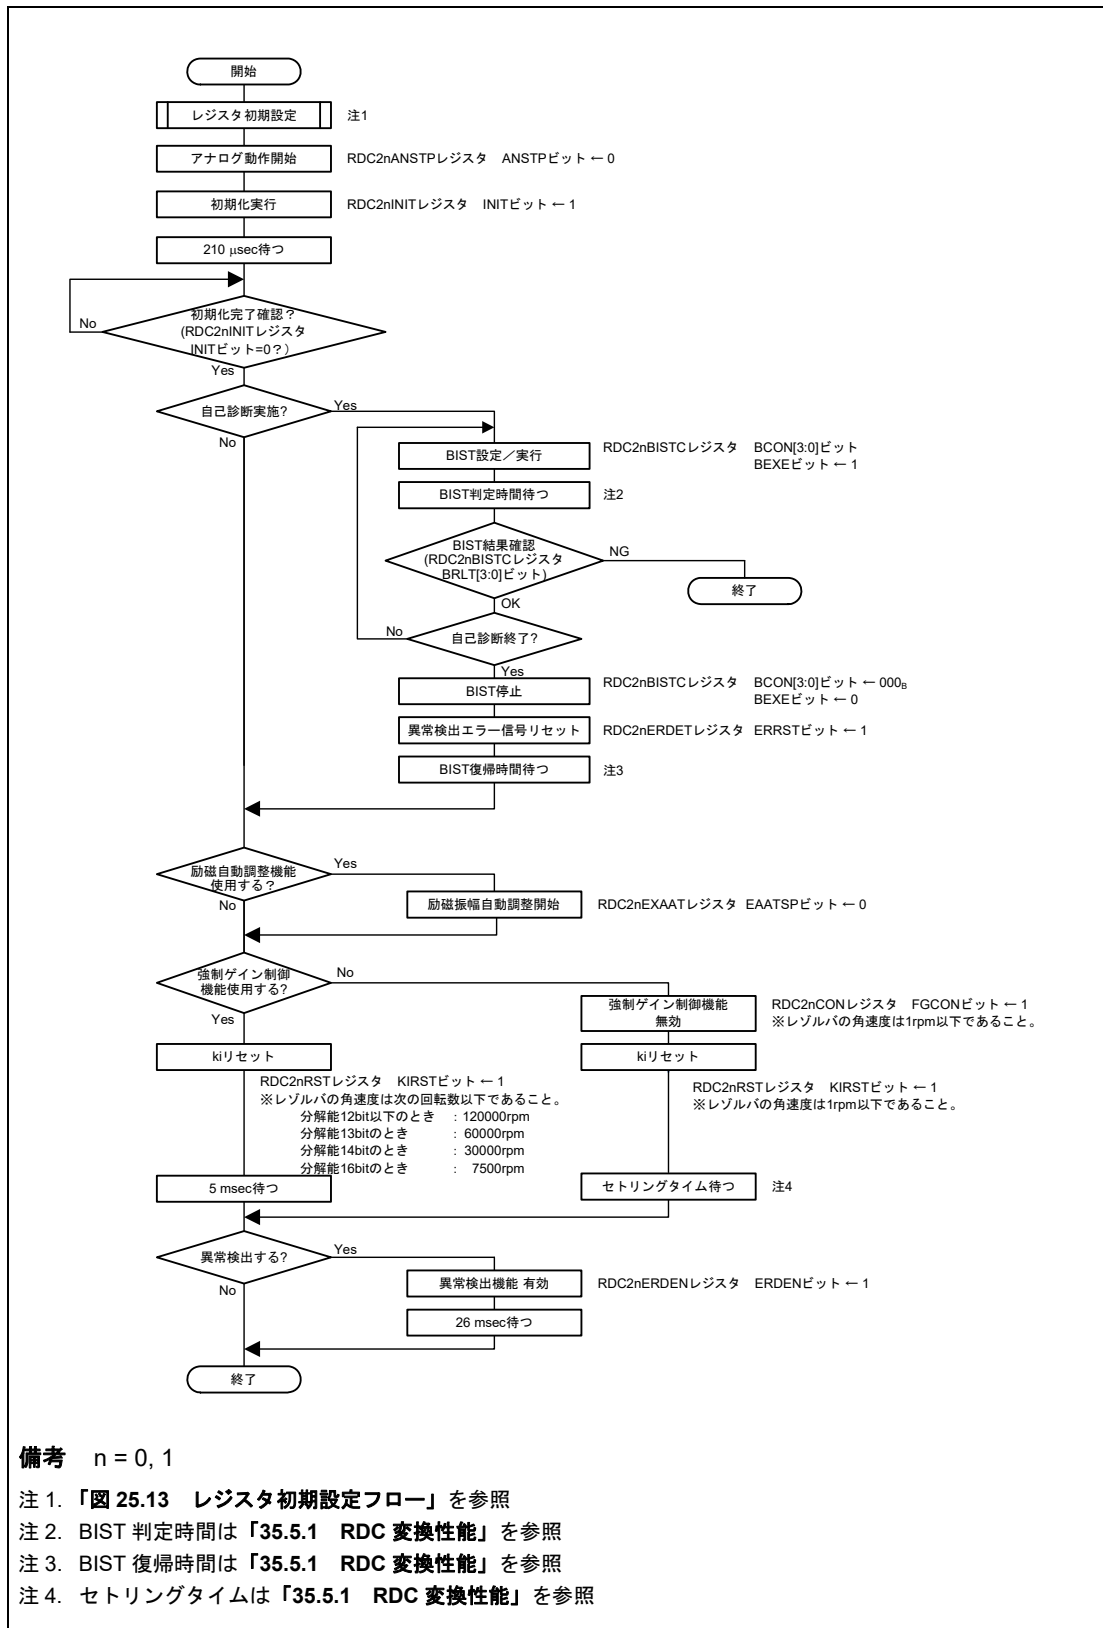 開始
レジスタ初期設定 注1
アナログ動作開始 RDC2nANSTPレジスタ ANSTPビット ← 0
初期化実行 RDC2nINITレジスタ INITビット ← 1
210 μsec待つ
初期化完了確認？
(RDC2nINITレジスタ
INITビット=0？)
No
Yes
自己診断実施?
Yes
No
BIST設定／実行 RDC2nBISTCレジスタ BCON[3:0]ビット
BEXEビット ← 1
BIST判定時間待つ 注2
BIST結果確認
(RDC2nBISTCレジスタ
BRLT[3:0]ビット)
NG
終了
OK
自己診断終了?
No
Yes
BIST停止 RDC2nBISTCレジスタ BCON[3:0]ビット ← 000B
BEXEビット ← 0
異常検出エラー信号リセット RDC2nERDETレジスタ ERRSTビット ← 1
BIST復帰時間待つ 注3
励磁自動調整機能
使用する？
Yes
No
励磁振幅自動調整開始 RDC2nEXAATレジスタ EAATSPビット ← 0
強制ゲイン制御
機能使用する?
No
Yes
強制ゲイン制御機能
無効
RDC2nCONレジスタ FGCONビット ← 1
※レゾルバの角速度は1rpm以下であること。
kiリセット
kiリセット
RDC2nRSTレジスタ KIRSTビット ← 1
※レゾルバの角速度は次の回転数以下であること。
分解能12bit以下のとき : 120000rpm
分解能13bitのとき : 60000rpm
分解能14bitのとき : 30000rpm
分解能16bitのとき : 7500rpm
RDC2nRSTレジスタ KIRSTビット ← 1
※レゾルバの角速度は1rpm以下であること。
5 msec待つ
セトリングタイム待つ 注4
異常検出する?
Yes
No
異常検出機能 有効 RDC2nERDENレジスタ ERDENビット ← 1
26 msec待つ
終了
備考 n = 0, 1
注 1. 「図 25.13 レジスタ初期設定フロー」を参照
注 2. BIST 判定時間は「35.5.1 RDC 変換性能」を参照
注 3. BIST 復帰時間は「35.5.1 RDC 変換性能」を参照
注 4. セトリングタイムは「35.5.1 RDC 変換性能」を参照